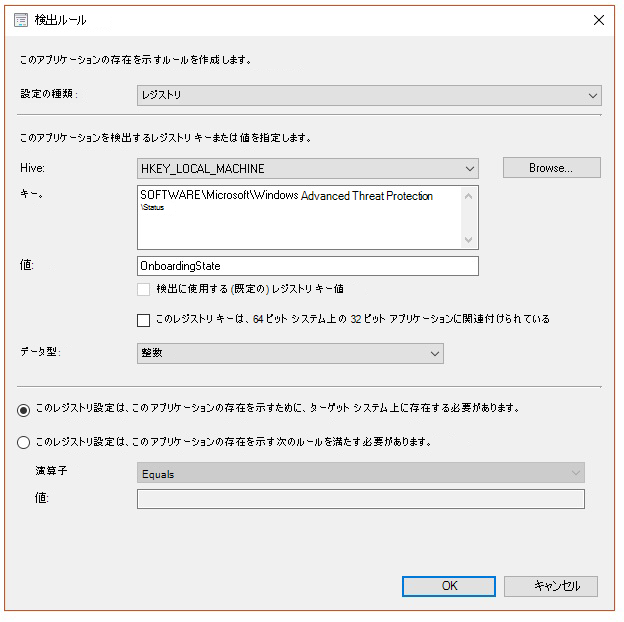 検出ルール
このアプリケーションの存在を示すルールを作成します。
設定の種類:
レジストリ
このアプリケーションを検出するレジストリ キーまたは値を指定します。
Hive:
HKEY_LOCAL_MACHINE
Browse...
キー。
SOFTWARE\Microsoft\Windows Advanced Threat Protection
\Status
値:
OnboardingState
検出に使用する (既定の) レジストリ キー値
このレジストリ キーは、64 ビット システム上の 32 ビット アプリケーションに関連付けられている
データ型:
整数
このレジストリ設定は、このアプリケーションの存在を示すために、ターゲット システム上に存在する必要があります。
このレジストリ設定は、このアプリケーションの存在を示す次のルールを満たす必要があります。
演算子
Equals
値:
OK
キャンセル